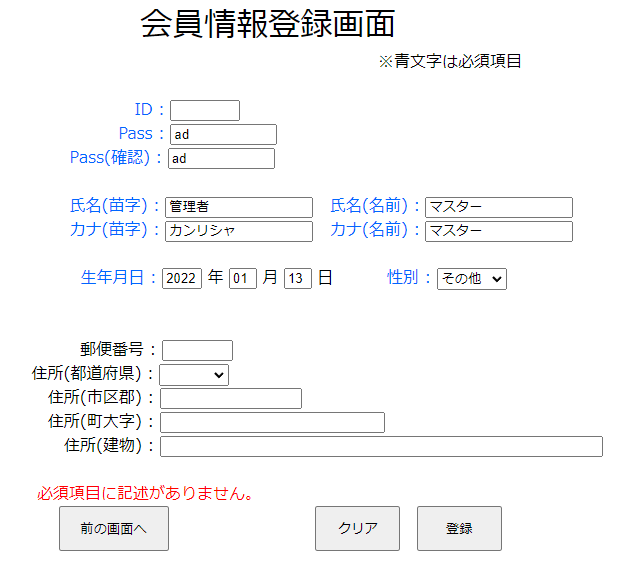 会員情報登録画面
※青文字は必須項目
ID：
Pass： ad
Pass(確認)： ad
氏名(苗字)： 管理者 氏名(名前)： マスター
カナ(苗字)： カンリシャ カナ(名前)： マスター
生年月日： 2022 年 01 月 13 日 性別： その他
郵便番号：
住所(都道府県)：
住所(市区郡)：
住所(町大字)：
住所(建物)：
必須項目に記述がありません。
前の画面へ クリア 登録